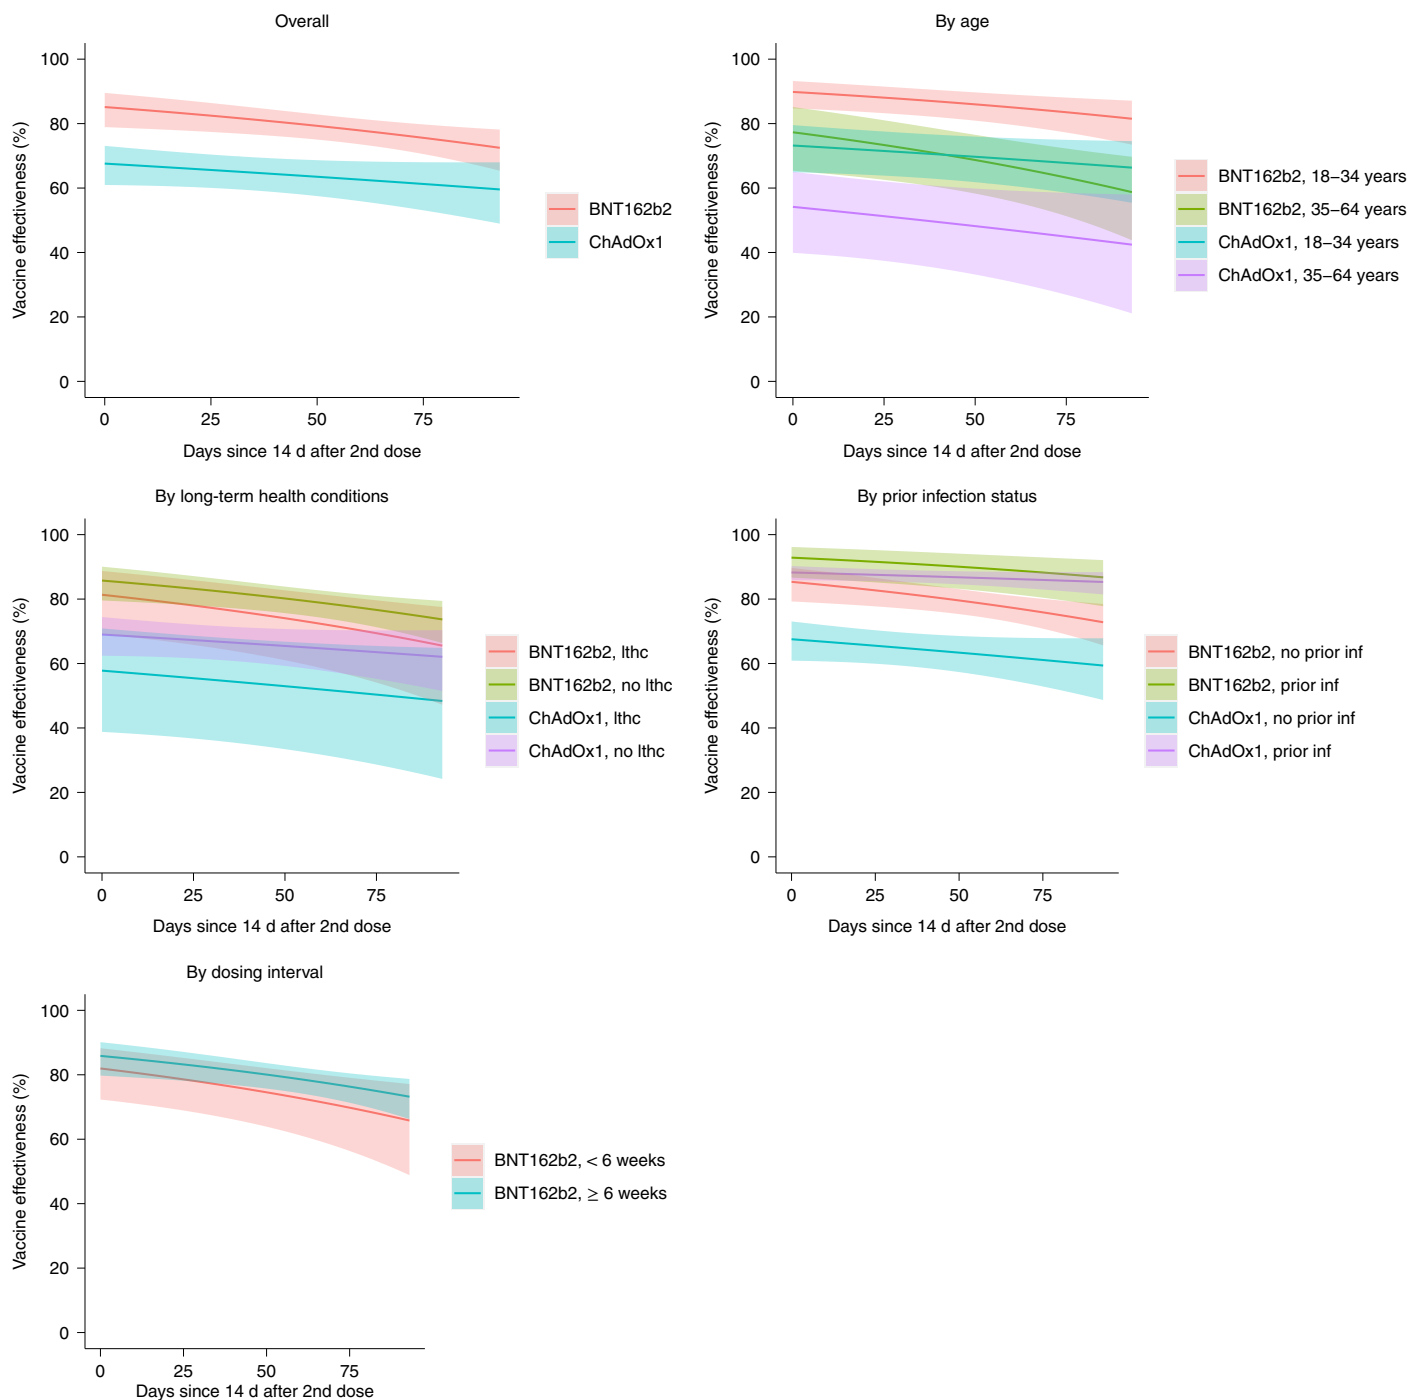 Overall
Vaccine effectiveness (%)
100
80
60
40
20
0
0 25 50 75
Days since 14 d after 2nd dose
BNT162b2
ChAdOx1
By age
Vaccine effectiveness (%)
100
80
60
40
20
0
0 25 50 75
Days since 14 d after 2nd dose
BNT162b2, 18–34 years
BNT162b2, 35–64 years
ChAdOx1, 18–34 years
ChAdOx1, 35–64 years
By long-term health conditions
Vaccine effectiveness (%)
100
80
60
40
20
0
0 25 50 75
Days since 14 d after 2nd dose
BNT162b2, lthc
BNT162b2, no lthc
ChAdOx1, lthc
ChAdOx1, no lthc
By prior infection status
Vaccine effectiveness (%)
100
80
60
40
20
0
0 25 50 75
Days since 14 d after 2nd dose
BNT162b2, no prior inf
BNT162b2, prior inf
ChAdOx1, no prior inf
ChAdOx1, prior inf
By dosing interval
Vaccine effectiveness (%)
100
80
60
40
20
0
0 25 50 75
Days since 14 d after 2nd dose
BNT162b2, < 6 weeks
BNT162b2, ≥ 6 weeks